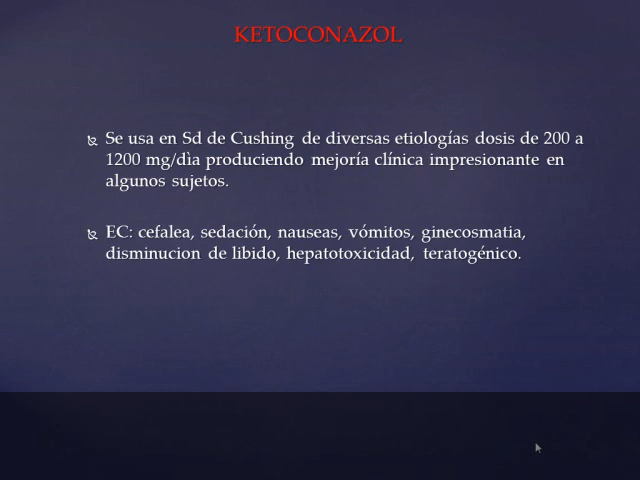 KETOCONAZOL
Se usa en Sd de Cushing de diversas etiologías dosis de 200 a
1200 mg/dìa produciendo mejoría clínica impresionante en
algunos sujetos.
EC: cefalea, sedación, nauseas, vómitos, ginecosmatia,
disminucion de libido, hepatotoxicidad, teratogénico.